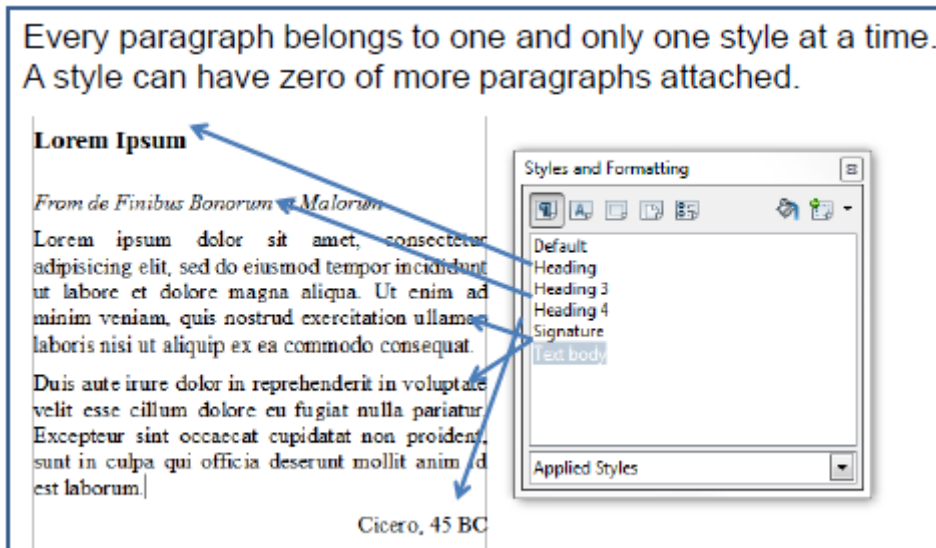 Every paragraph belongs to one and only one style at a time.
A style can have zero of more paragraphs attached.
Lorem Ipsum
From de Finibus Bonorum et Malorum
Lorem ipsum dolor sit amet, consectetur
adipisicing elit, sed do eiusmod tempor incididunt
ut labore et dolore magna aliqua. Ut enim ad
minim veniam, quis nostrud exercitation ullamco
laboris nisi ut aliquip ex ea commodo consequat.
Duis aute irure dolor in reprehenderit in voluptate
velit esse cillum dolore eu fugiat nulla pariatur.
Excepteur sint occaecat cupidatat non proident,
sunt in culpa qui officia deserunt mollit anim id
est laborum.
Cicero, 45 BC
Styles and Formatting
Default
Heading
Heading 3
Heading 4
Signature
Text body
Applied Styles